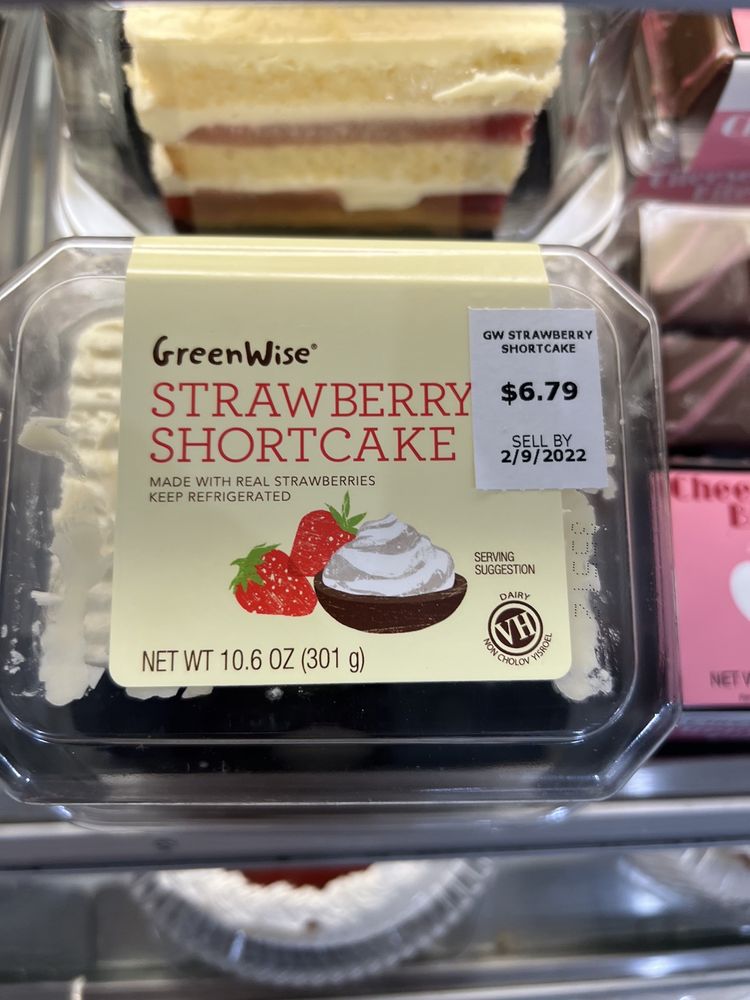 GreenWise®
STRAWBERRY
SHORTCAKE
MADE WITH REAL STRAWBERRIES
KEEP REFRIGERATED
GW STRAWBERRY
SHORTCAKE
$6.79
SELL BY
2/9/2022
SERVING
SUGGESTION
DAIRY
VH
NON CHOLOV YISROEL
NET WT 10.6 OZ (301 g)